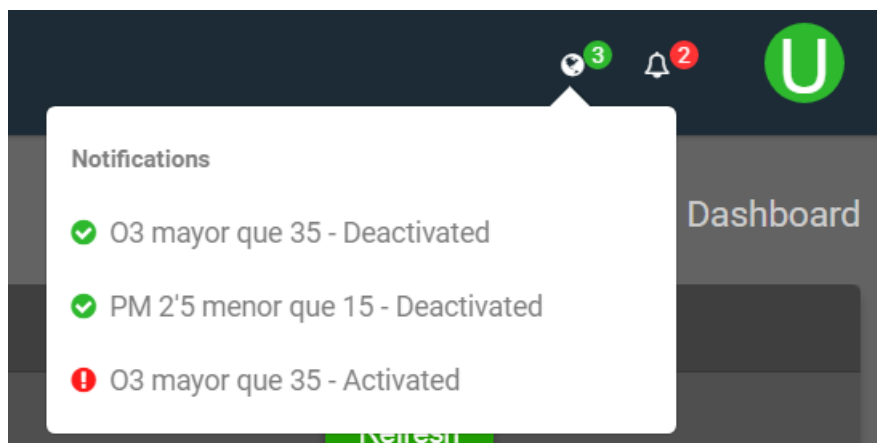 3
2
U
Notifications
Dashboard
O3 mayor que 35 - Deactivated
PM 2'5 menor que 15 - Deactivated
O3 mayor que 35 - Activated
Refresh